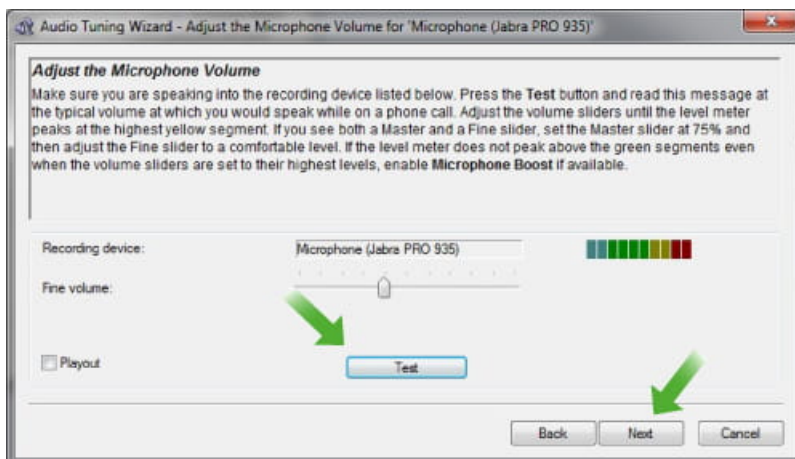 Audio Tuning Wizard - Adjust the Microphone Volume for 'Microphone (Jabra PRO 935)'
Adjust the Microphone Volume
Make sure you are speaking into the recording device listed below. Press the Test button and read this message at
the typical volume at which you would speak while on a phone call. Adjust the volume sliders until the level meter
peaks at the highest yellow segment. If you see both a Master and a Fine slider, set the Master slider at 75% and
then adjust the Fine slider to a comfortable level. If the level meter does not peak above the green segments even
when the volume sliders are set to their highest levels, enable Microphone Boost if available.
Recording device:
Microphone (Jabra PRO 935)
Fine volume:
Playout
Test
Back
Next
Cancel